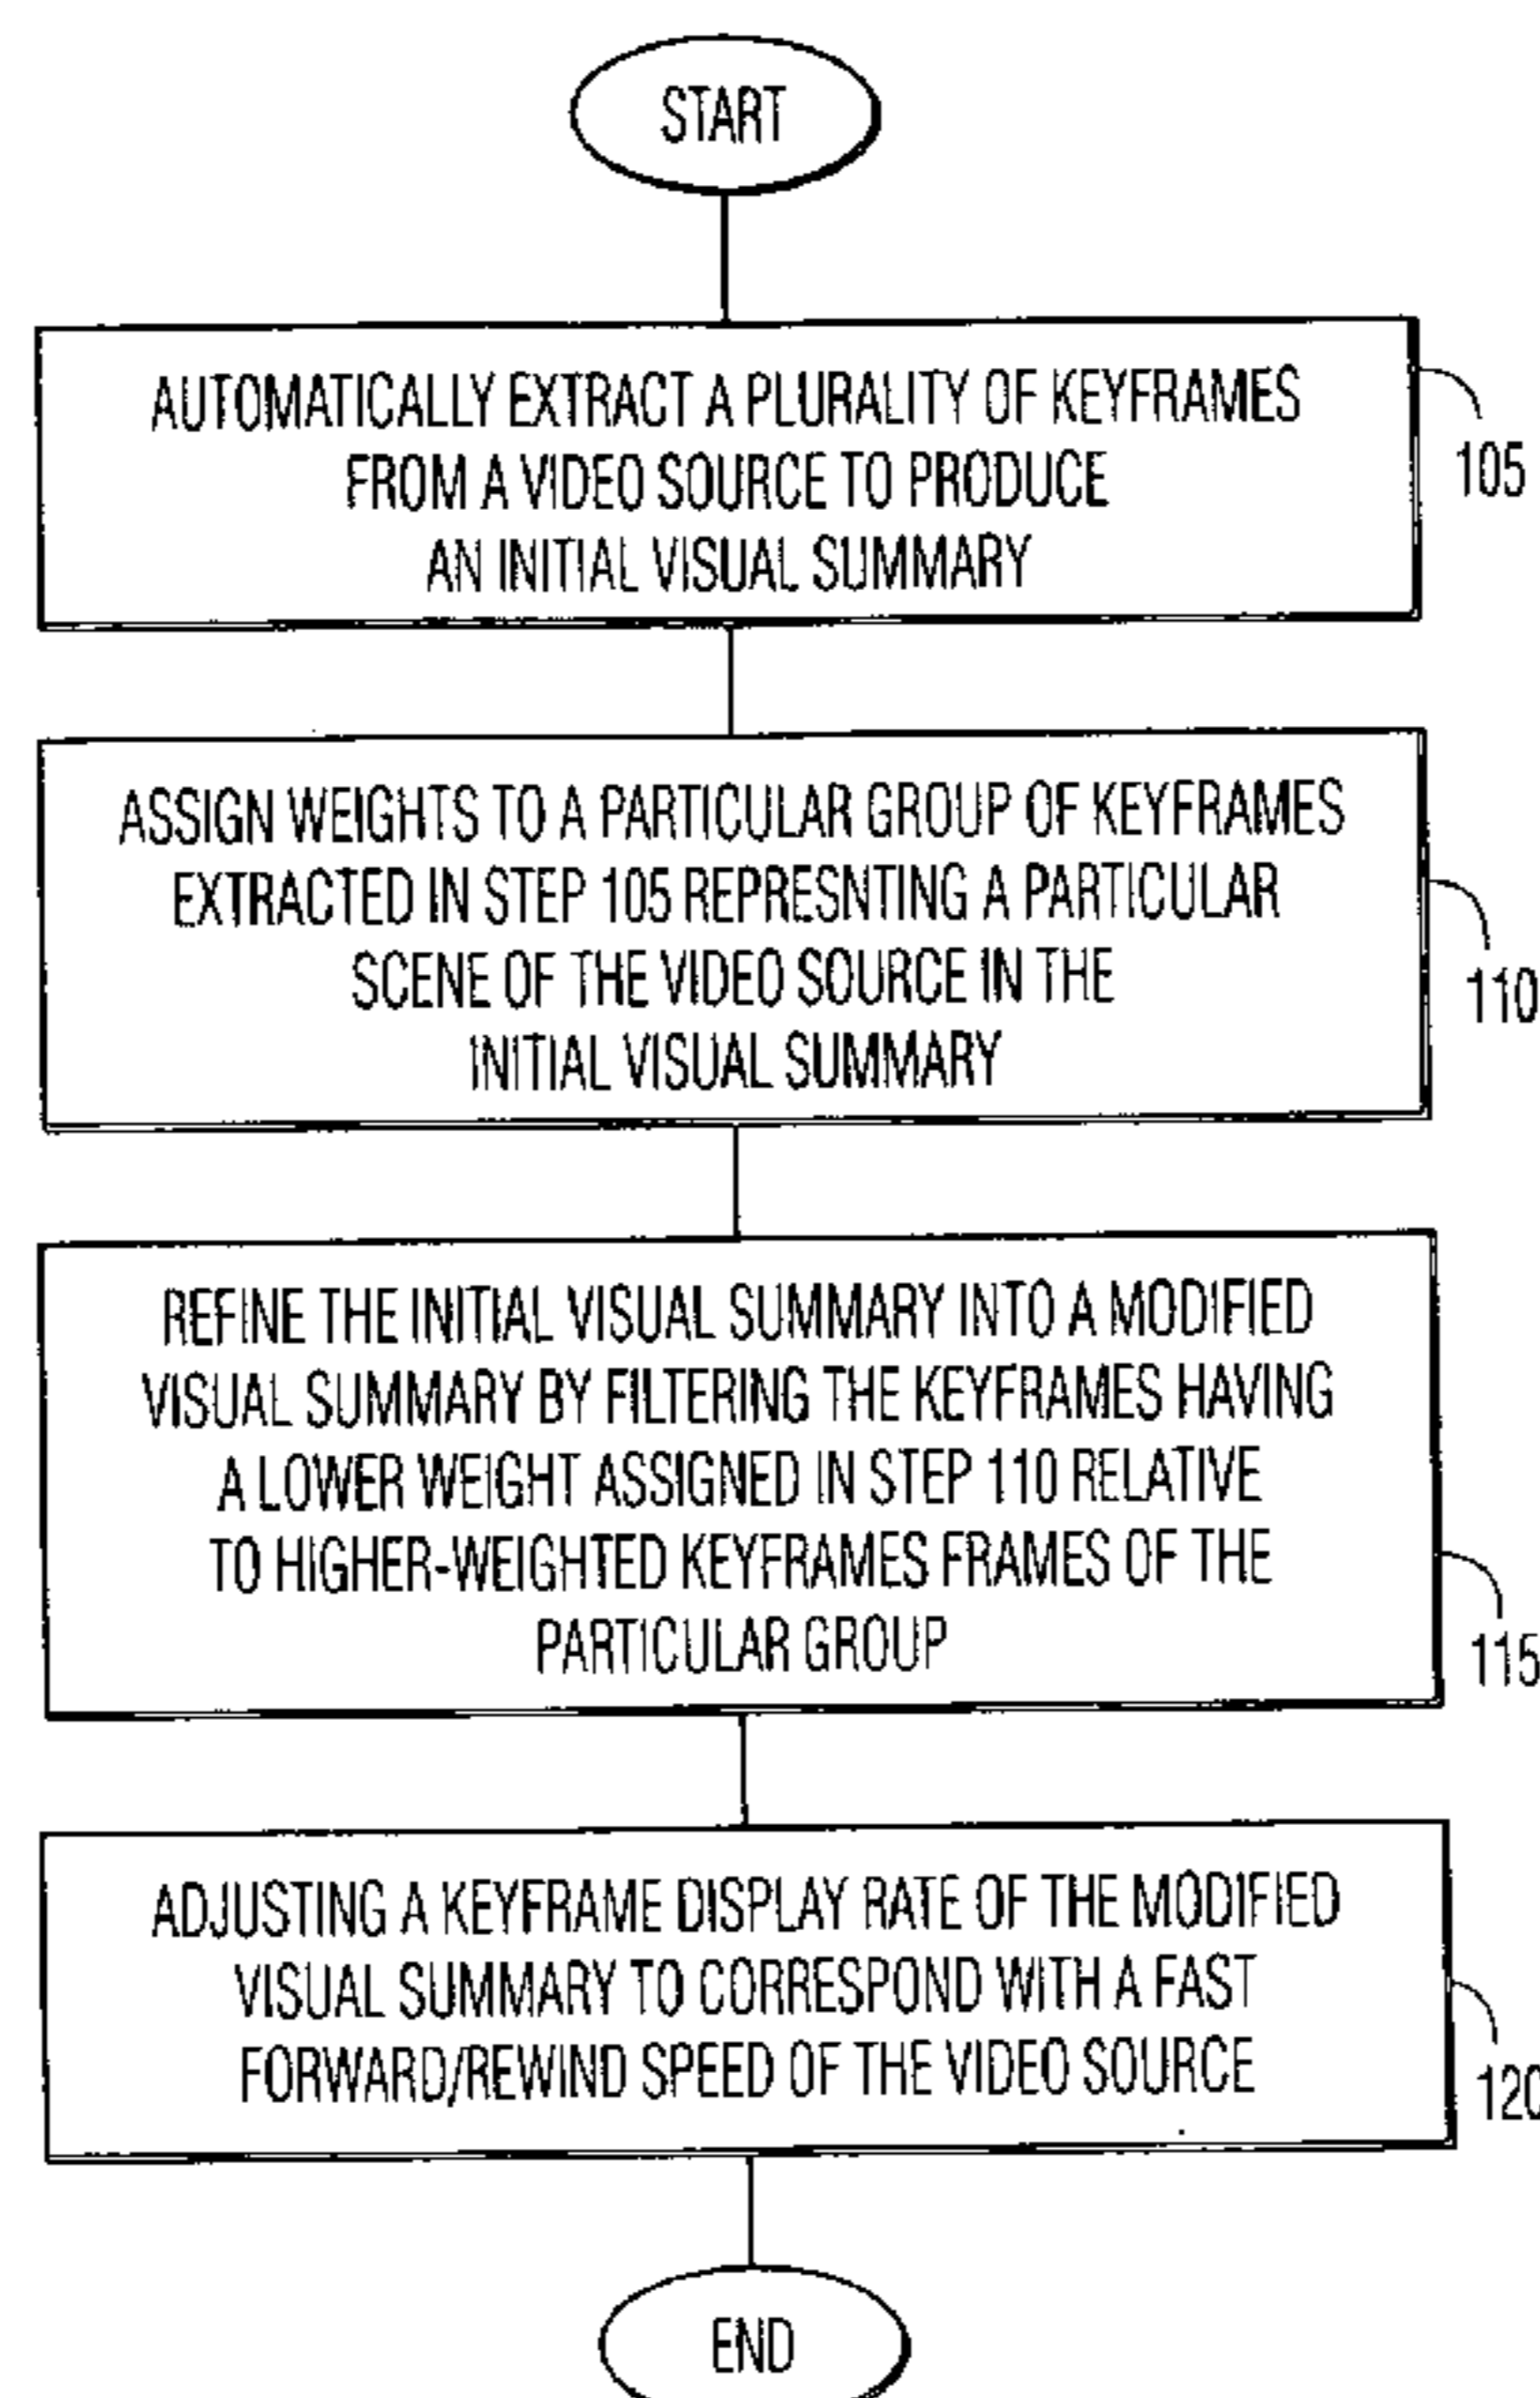 START
AUTOMATICALLY EXTRACT A PLURALITY OF KEYFRAMES
FROM A VIDEO SOURCE TO PRODUCE
AN INITIAL VISUAL SUMMARY
105
ASSIGN WEIGHTS TO A PARTICULAR GROUP OF KEYFRAMES
EXTRACTED IN STEP 105 REPRESNTING A PARTICULAR
SCENE OF THE VIDEO SOURCE IN THE
INITIAL VISUAL SUMMARY
110
REFINE THE INITIAL VISUAL SUMMARY INTO A MODIFIED
VISUAL SUMMARY BY FILTERING THE KEYFRAMES HAVING
A LOWER WEIGHT ASSIGNED IN STEP 110 RELATIVE
TO HIGHER-WEIGHTED KEYFRAMES FRAMES OF THE
PARTICULAR GROUP
115
ADJUSTING A KEYFRAME DISPLAY RATE OF THE MODIFIED
VISUAL SUMMARY TO CORRESPOND WITH A FAST
FORWARD/REWIND SPEED OF THE VIDEO SOURCE
120
END